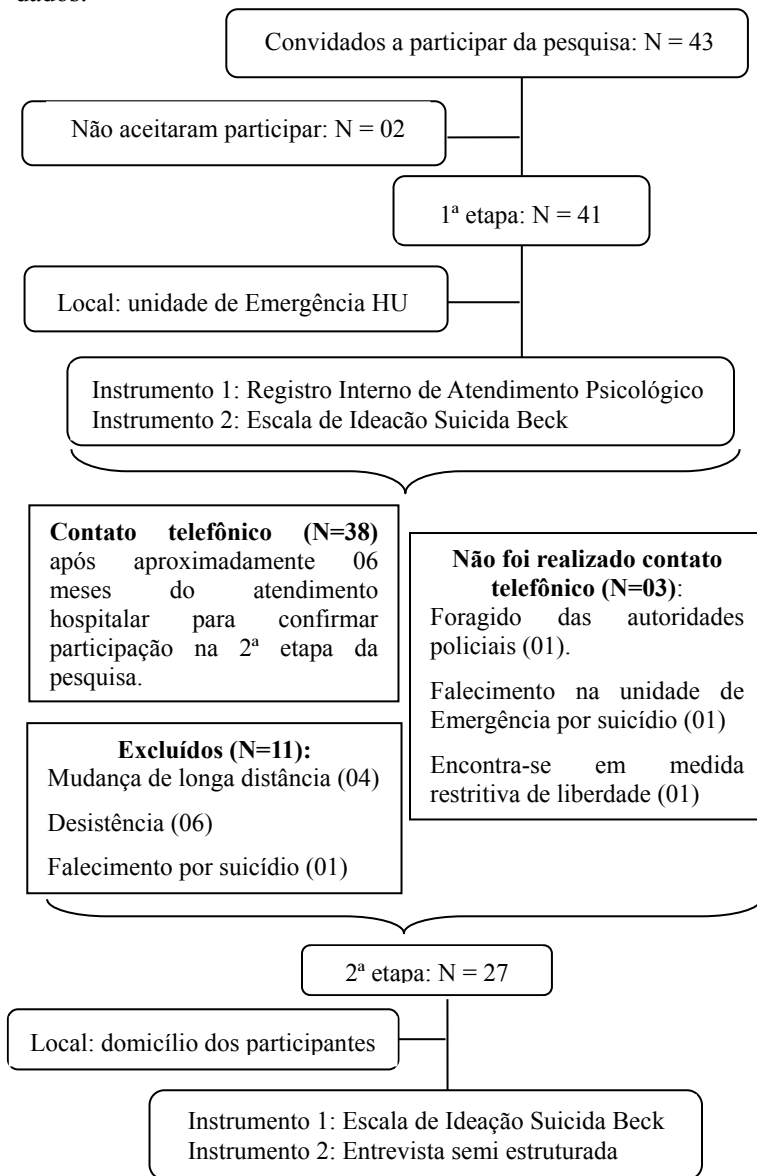 dados.
Convidados a participar da pesquisa: N = 43
Não aceitaram participar: N = 02
1ª etapa: N = 41
Local: unidade de Emergência HU
Instrumento 1: Registro Interno de Atendimento Psicológico
Instrumento 2: Escala de Ideacão Suicida Beck
Contato telefônico (N=38)
após aproximadamente 06
meses do atendimento
hospitalar para confirmar
participação na 2ª etapa da
pesquisa.
Não foi realizado contato
telefônico (N=03):
Foragido das autoridades
policiais (01).
Falecimento na unidade de
Emergência por suicídio (01)
Encontra-se em medida
restritiva de liberdade (01)
Excluídos (N=11):
Mudança de longa distância (04)
Desistência (06)
Falecimento por suicídio (01)
2ª etapa: N = 27
Local: domicílio dos participantes
Instrumento 1: Escala de Ideação Suicida Beck
Instrumento 2: Entrevista semi estruturada